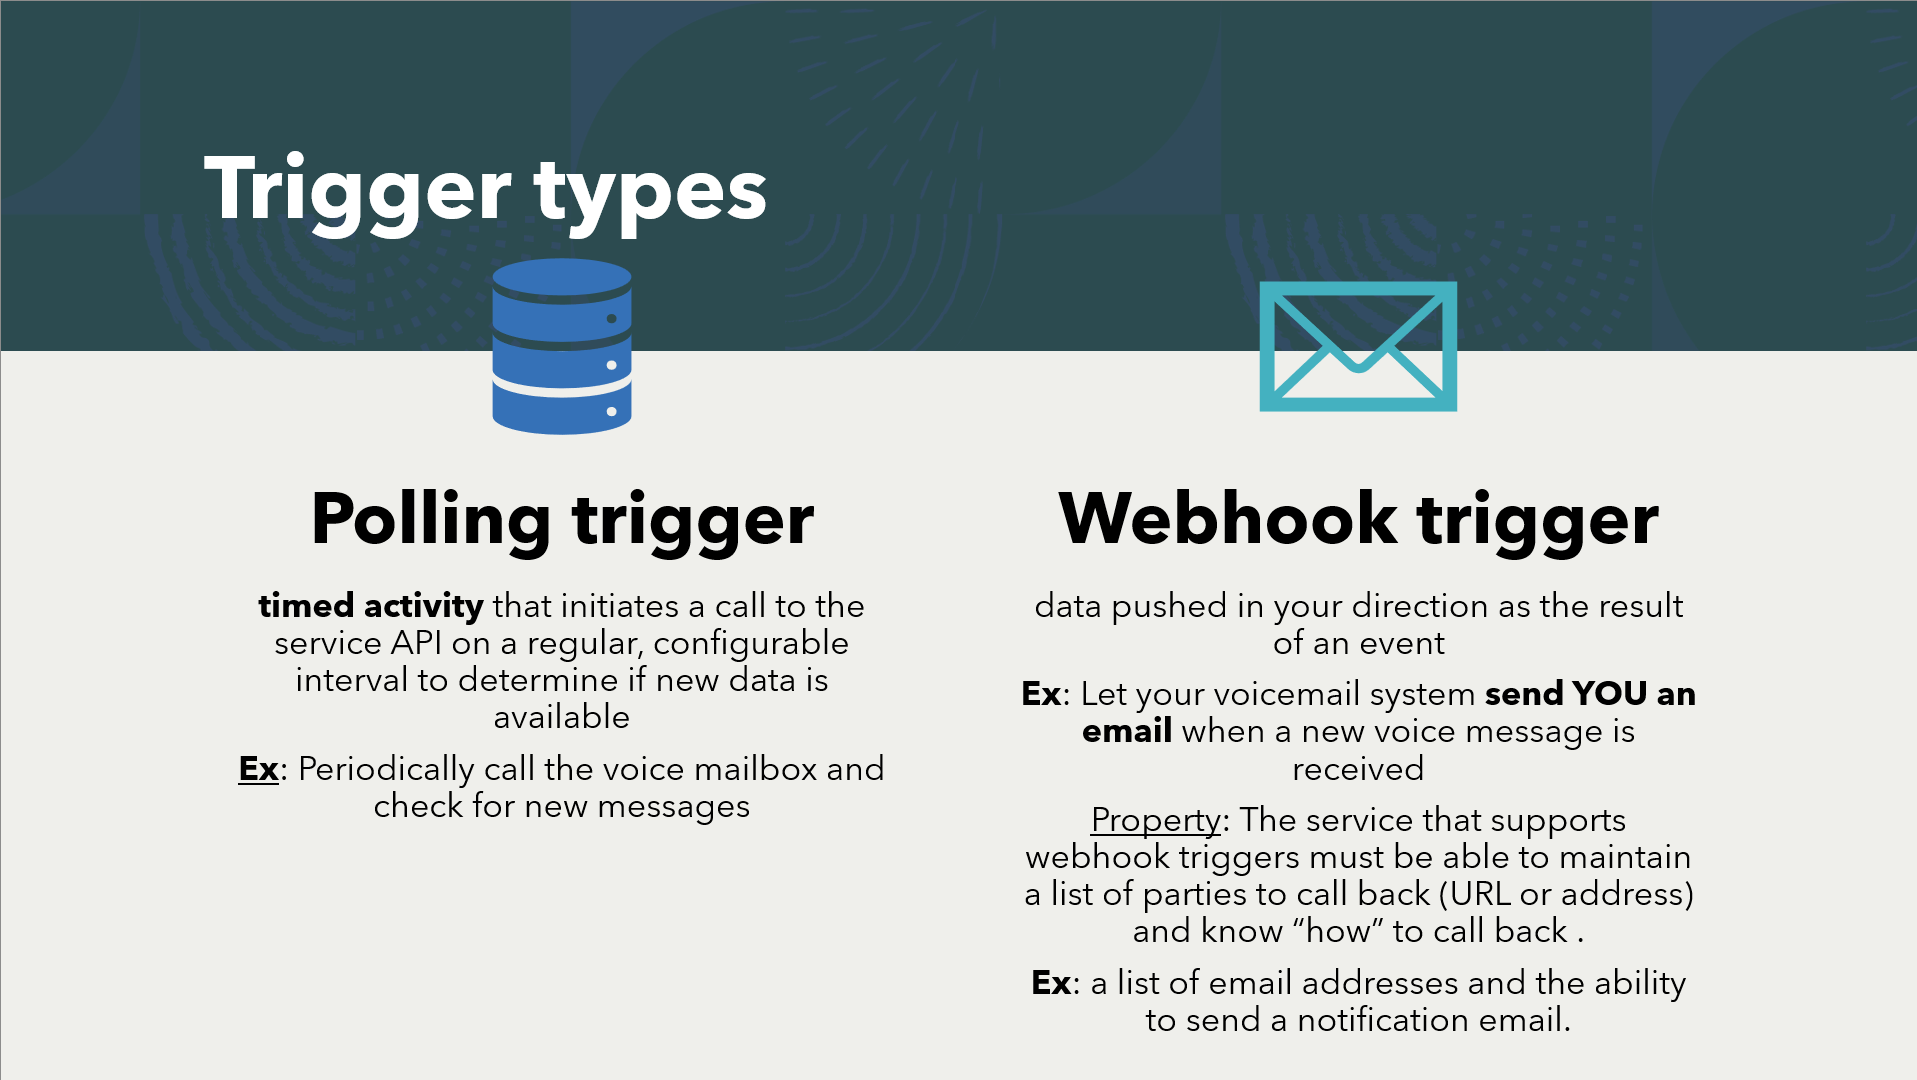 Trigger types
Polling trigger
timed activity that initiates a call to the
service API on a regular, configurable
interval to determine if new data is
available
Ex: Periodically call the voice mailbox and
check for new messages
Webhook trigger
data pushed in your direction as the result
of an event
Ex: Let your voicemail system send YOU an
email when a new voice message is
received
Property: The service that supports
webhook triggers must be able to maintain
a list of parties to call back (URL or address)
and know “how” to call back .
Ex: a list of email addresses and the ability
to send a notification email.